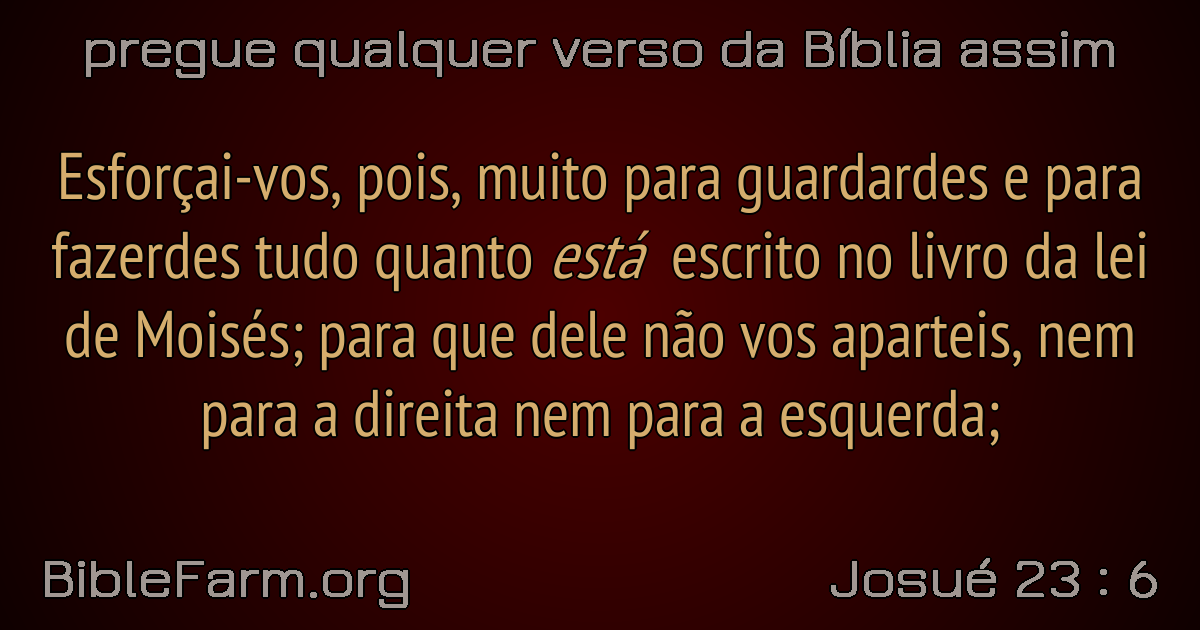 pregue qualquer verso da Bíblia assim
Esforçai-vos, pois, muito para guardardes e para
fazerdes tudo quanto está escrito no livro da lei
de Moisés; para que dele não vos aparteis, nem
para a direita nem para a esquerda;
BibleFarm.org
Josué 23 : 6